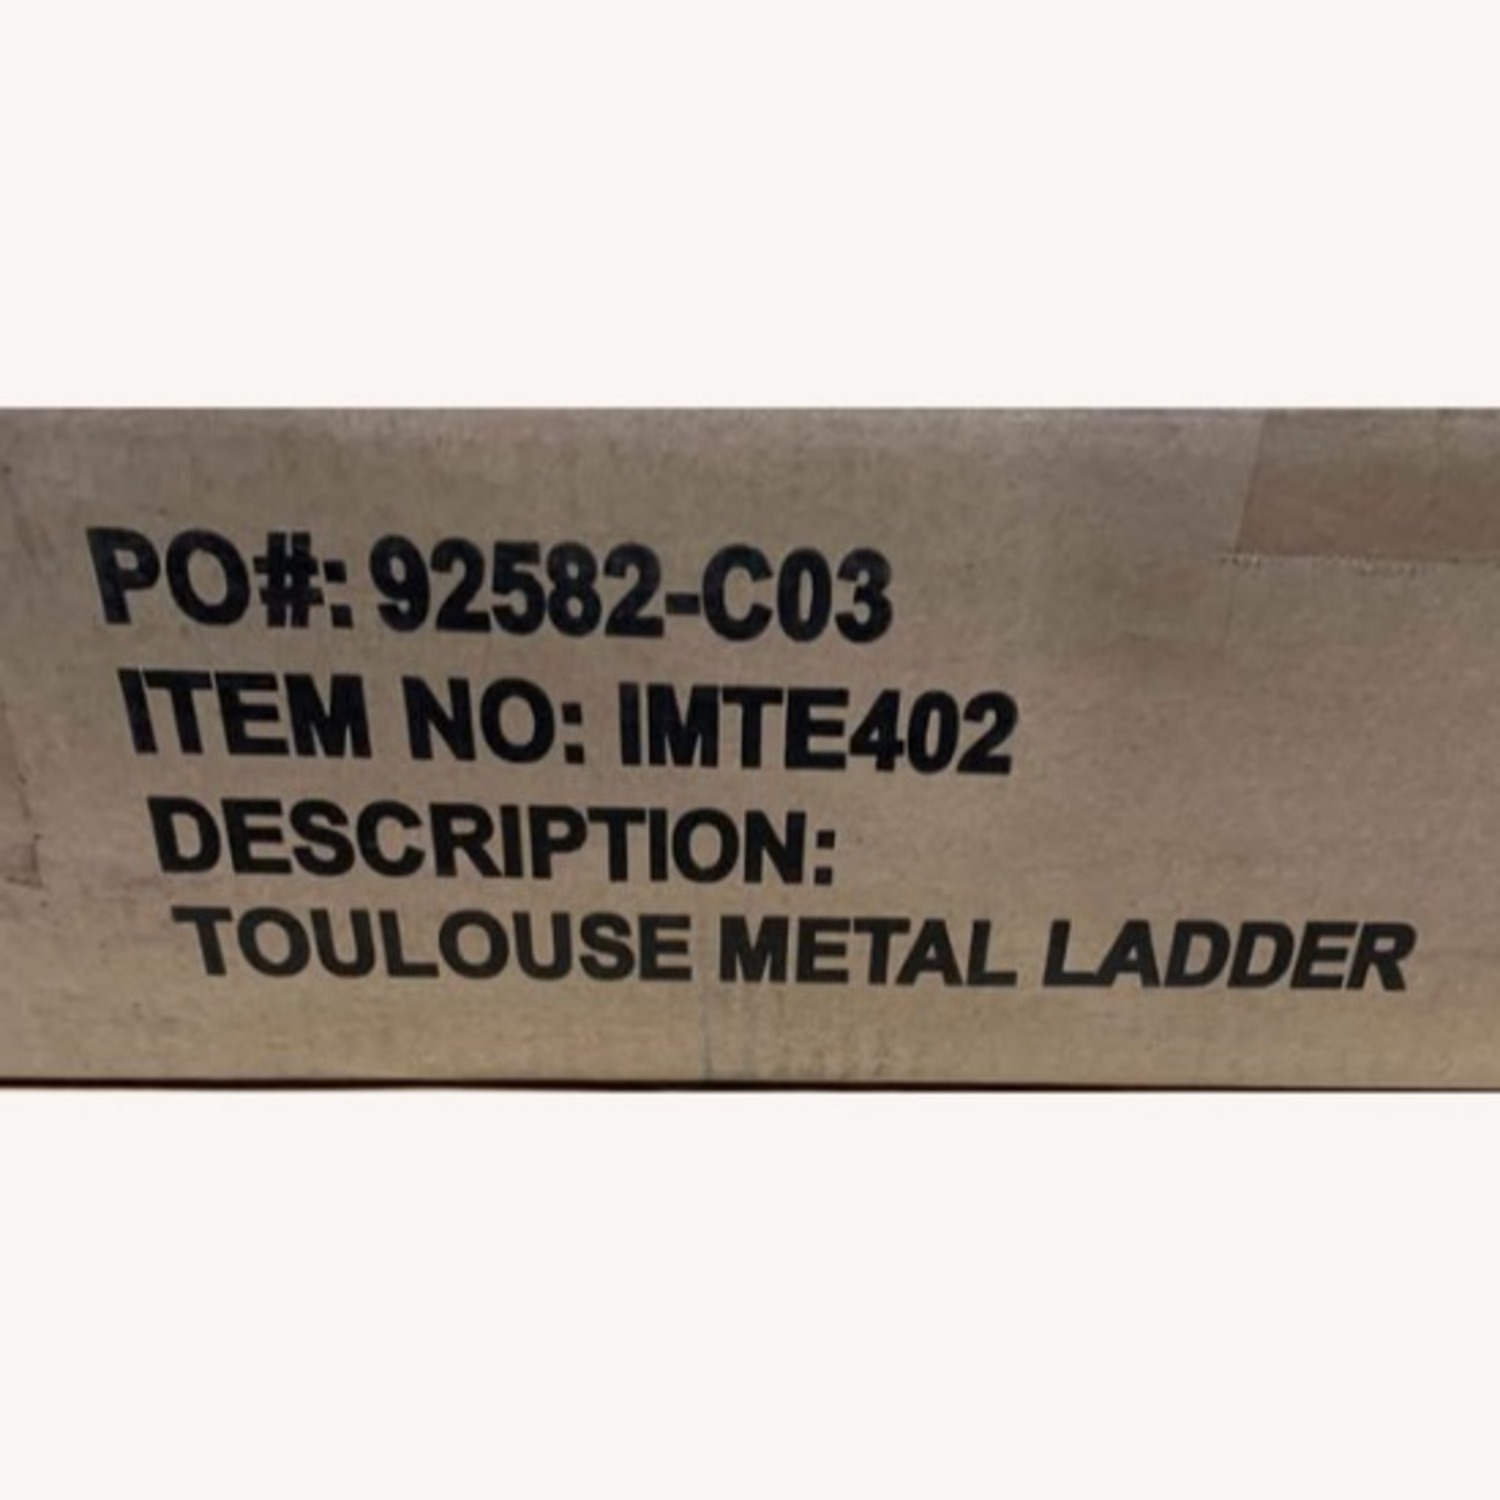 PO#: 92582-C03
ITEM NO: IMTE402
DESCRIPTION:
TOULOUSE METAL LADDER